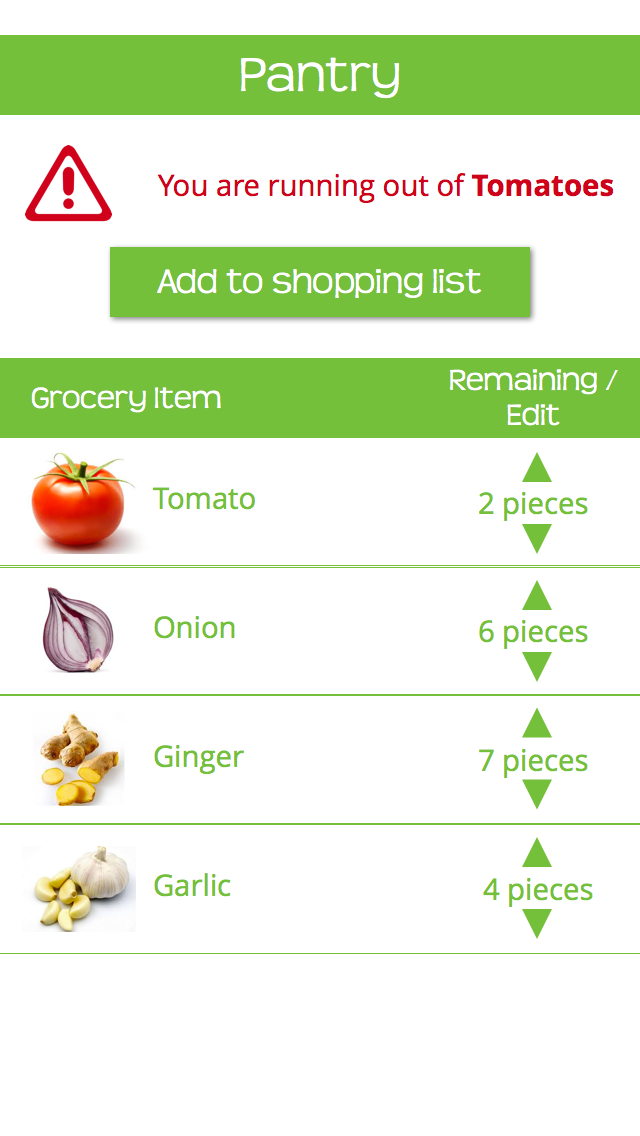 Pantry
You are running out of Tomatoes
Add to shopping list
Grocery Item
Remaining /
Edit
Tomato
2 pieces
Onion
6 pieces
Ginger
7 pieces
Garlic
4 pieces